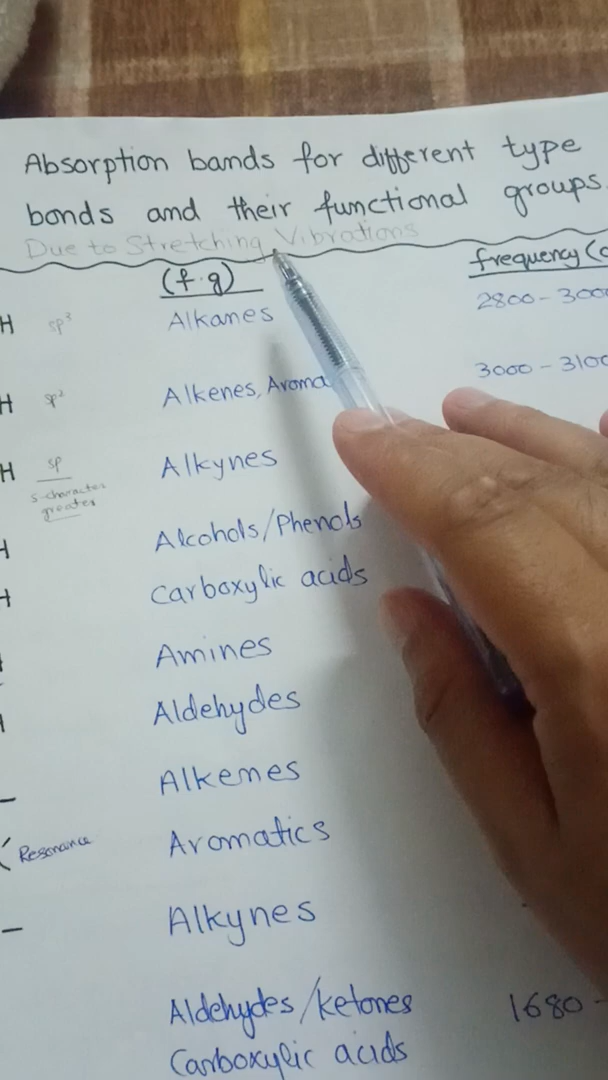 Absorption bands for different type
bonds and their functional groups.
Due to Stretching Vibrations
(f.g) frequency (c
H sp³ Alkanes 2800 - 3000
H sp² Alkenes, Aroma 3000 - 3100
H sp Alkynes
s-character
greater
H Alcohols/Phenols
H Carboxylic acids
Amines
Aldehydes
Alkenes
Resonance Aromatics
Alkynes
Aldehydes/ketones 1680 -
Carboxylic acids